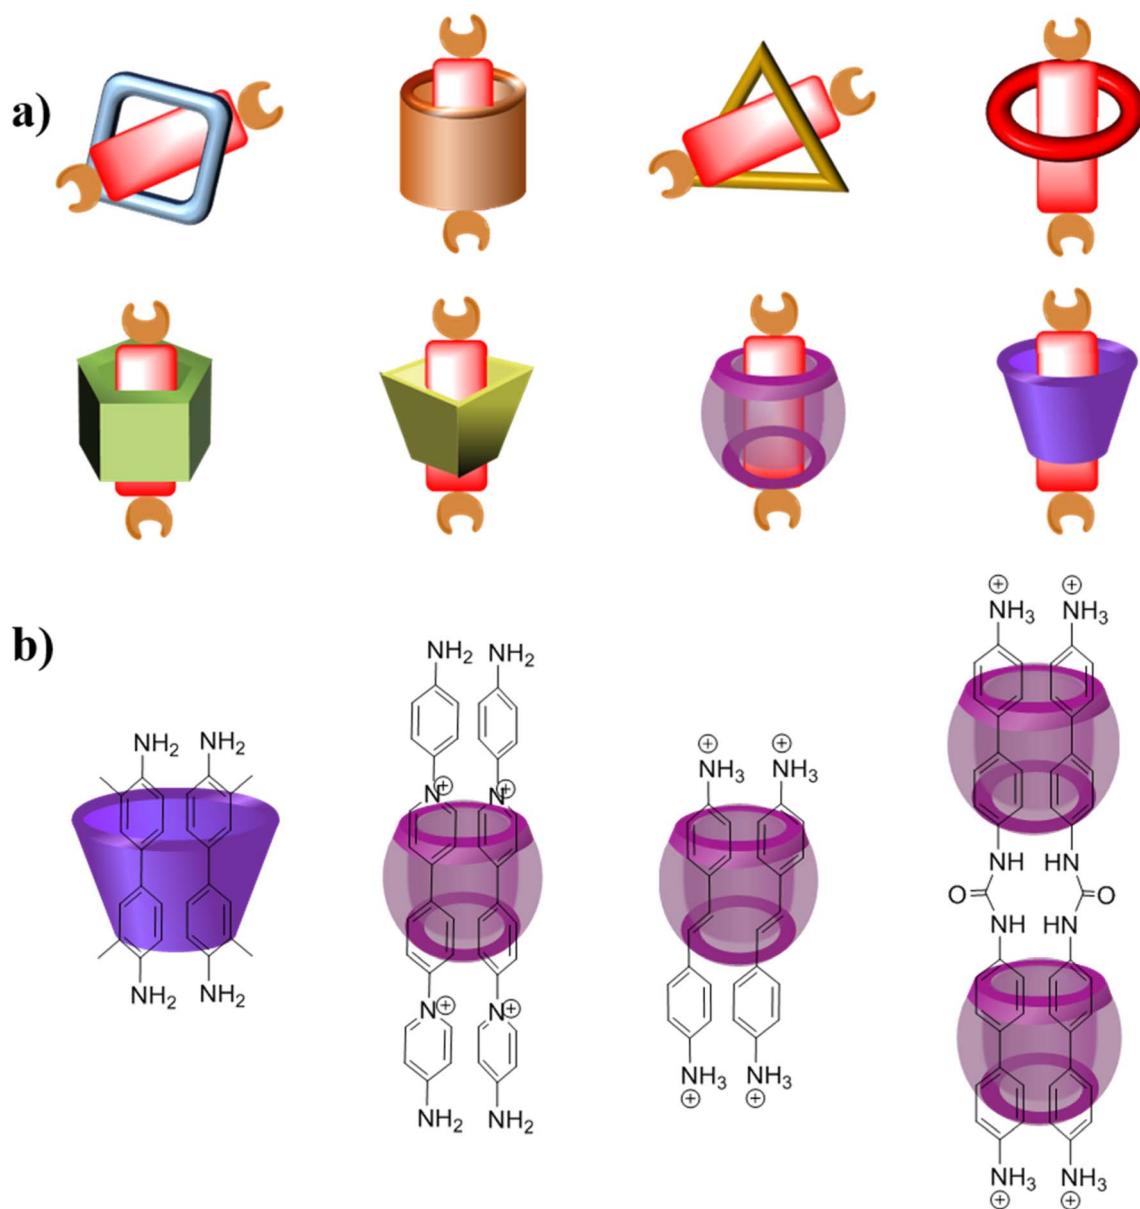 a)
b)
⊕ ⊕
NH₃ NH₃
NH₂ NH₂
NH₂ NH₂
⊕ ⊕
NH₃ NH₃
N⊕ N⊕
NH HN
O O
NH HN
N⊕ N⊕
NH₂ NH₂
NH₃ NH₃
⊕ ⊕
NH₂ NH₂
NH₃ NH₃
⊕ ⊕